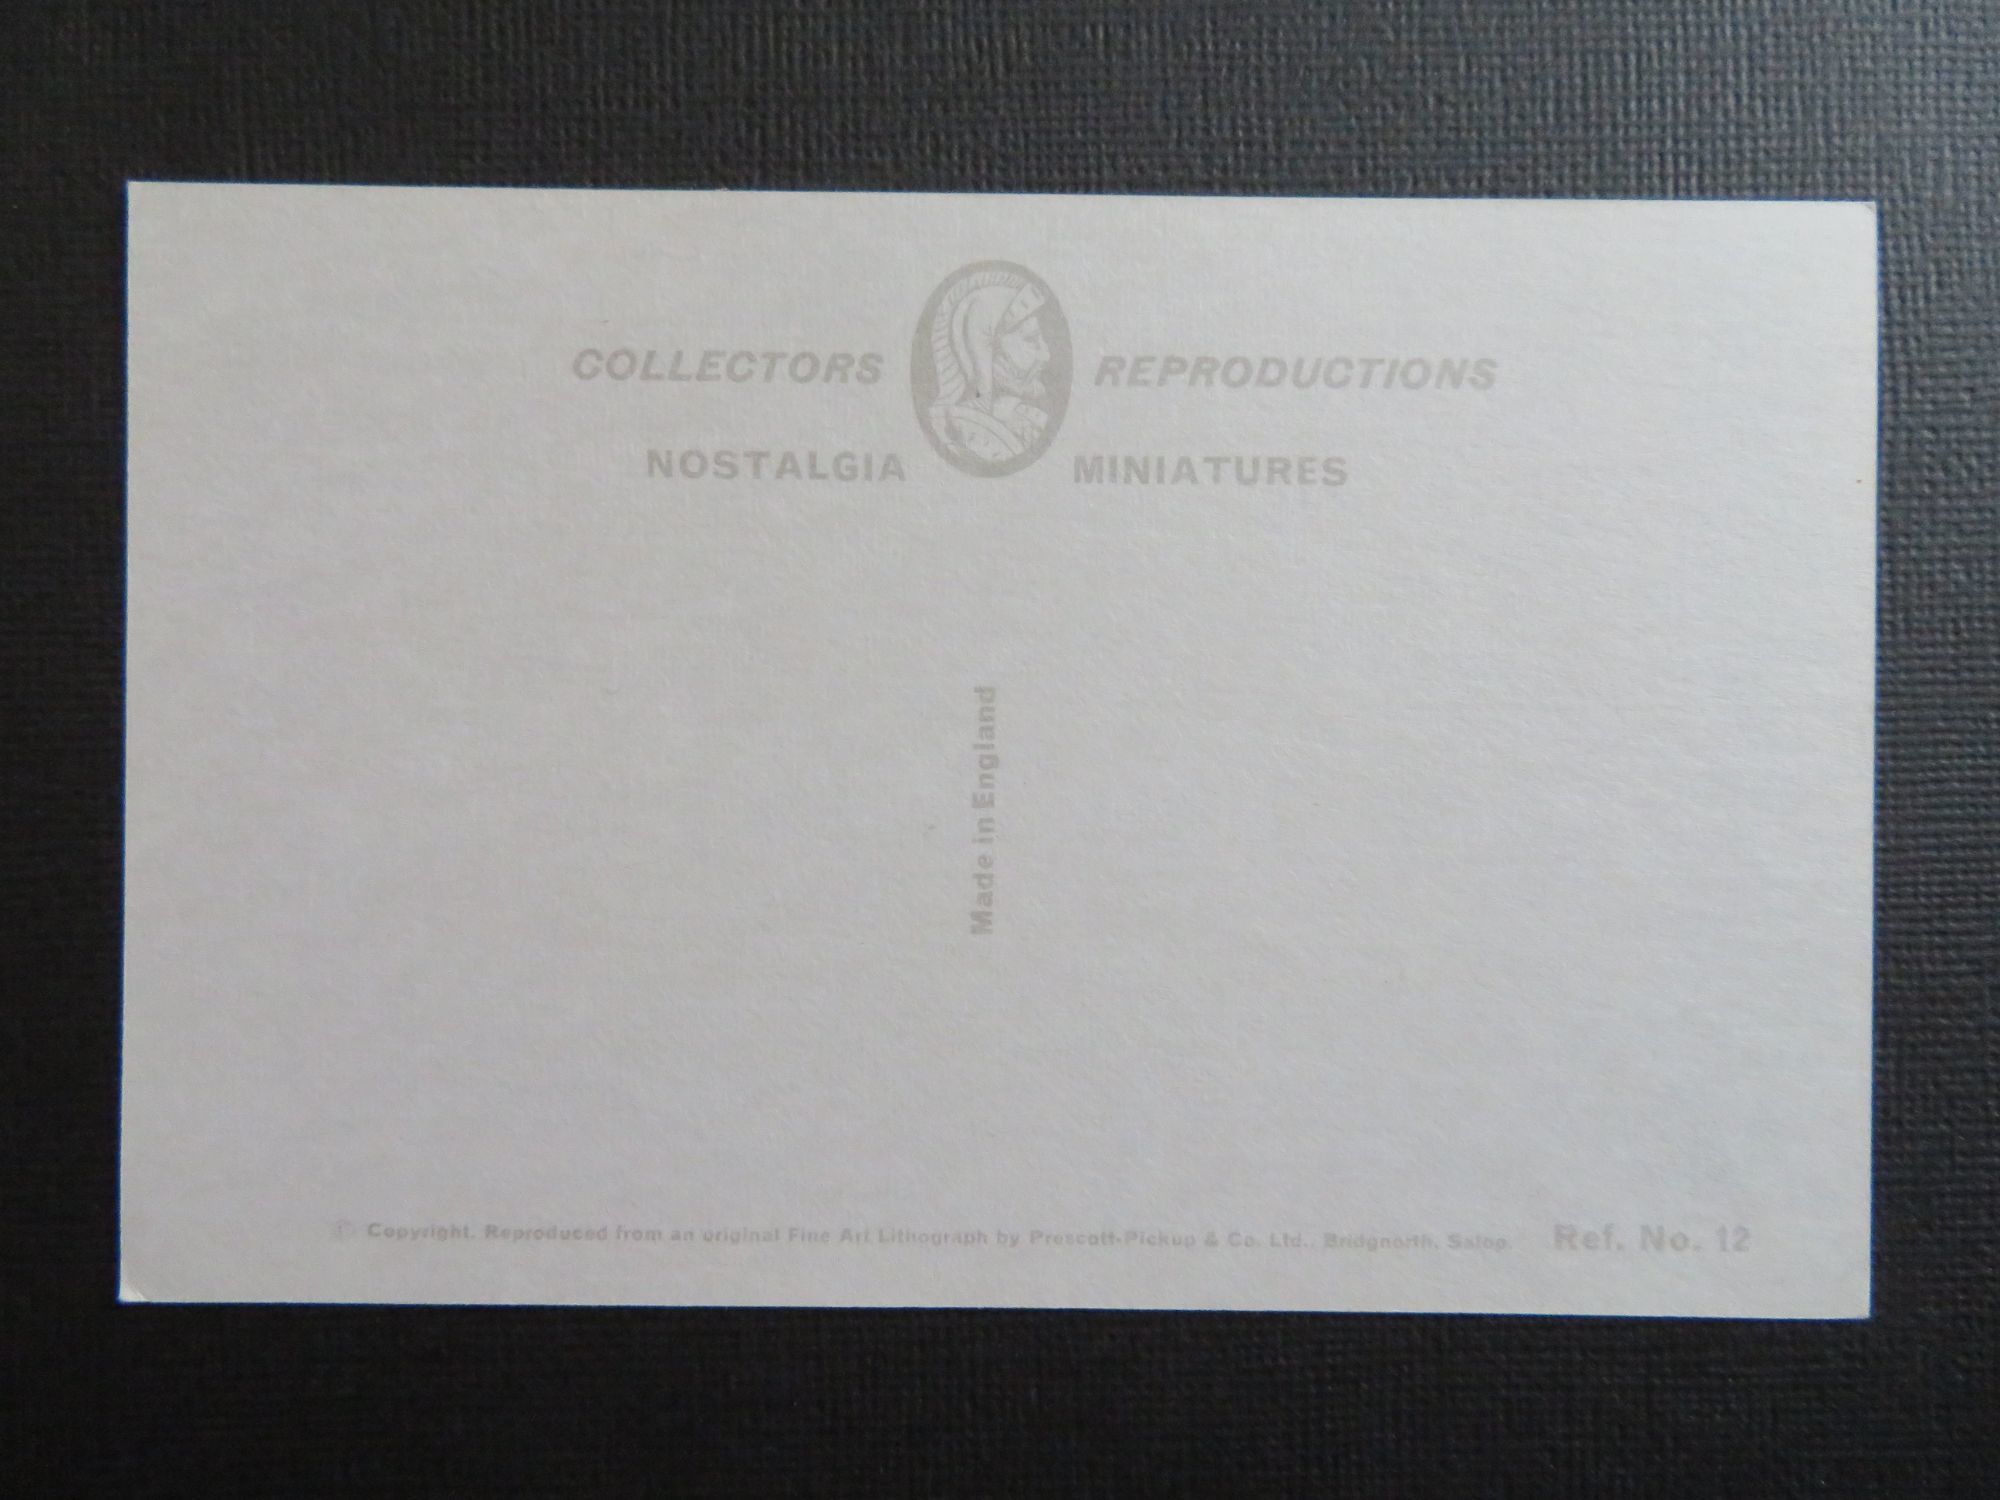 COLLECTORS REPRODUCTIONS
NOSTALGIA MINIATURES
Made in England
© Copyright. Reproduced from an original Fine Art Lithograph by Prescott-Pickup & Co. Ltd., Bridgnorth, Salop. Ref. No. 12